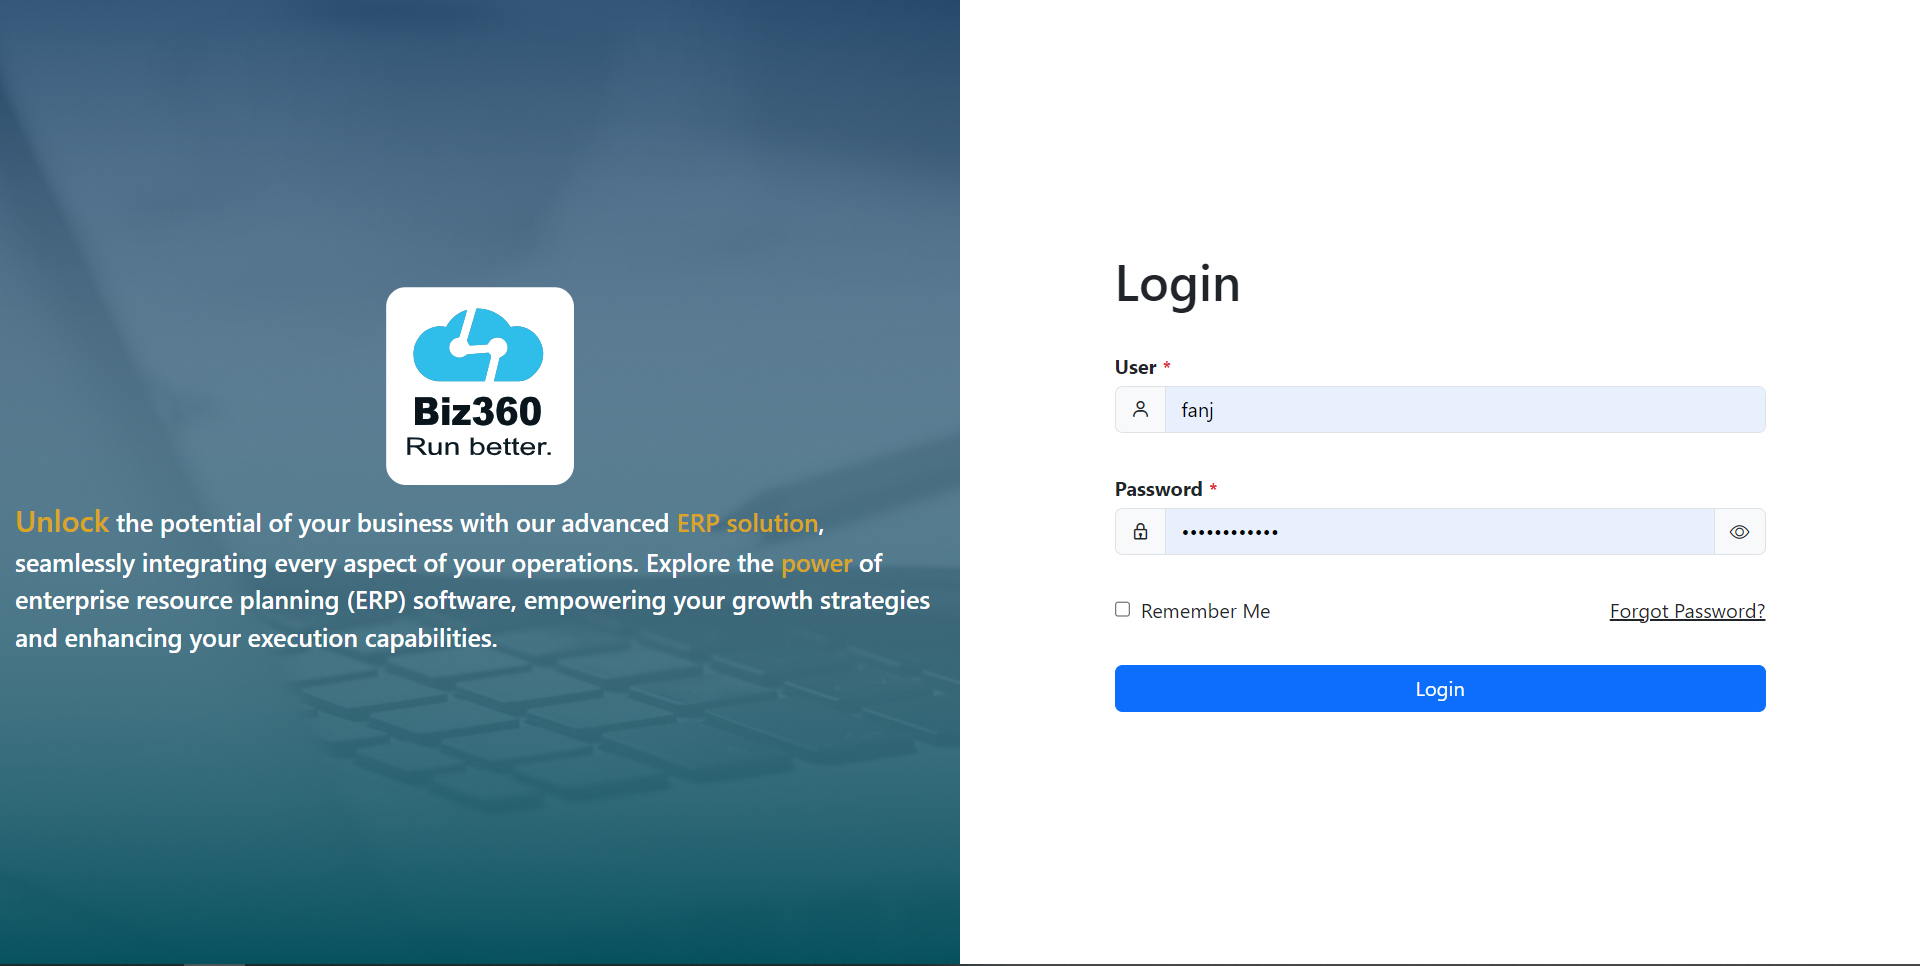 Biz360
Run better.
Unlock the potential of your business with our advanced ERP solution,
seamlessly integrating every aspect of your operations. Explore the power of
enterprise resource planning (ERP) software, empowering your growth strategies
and enhancing your execution capabilities.
Login
User *
fanj
Password *
••••••••••••
Remember Me
Forgot Password?
Login